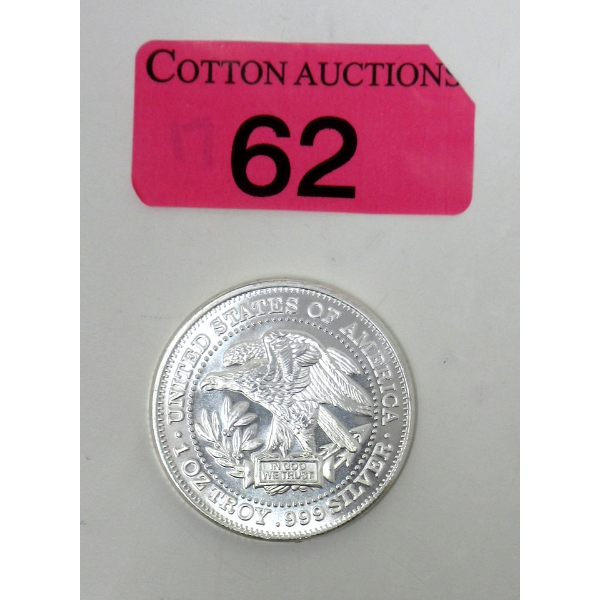 COTTON AUCTIONS
62
UNITED STATES OF AMERICA
IN GOD
WE TRUST
· 1 OZ TROY .999 SILVER ·